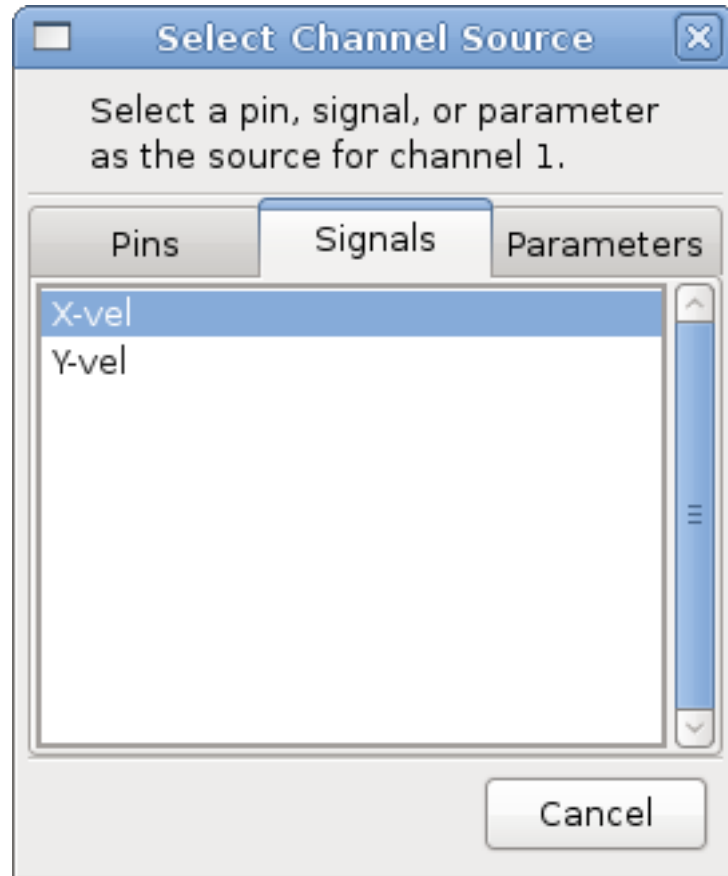 Select Channel Source
Select a pin, signal, or parameter
as the source for channel 1.
Pins Signals Parameters
X-vel
Y-vel
Cancel